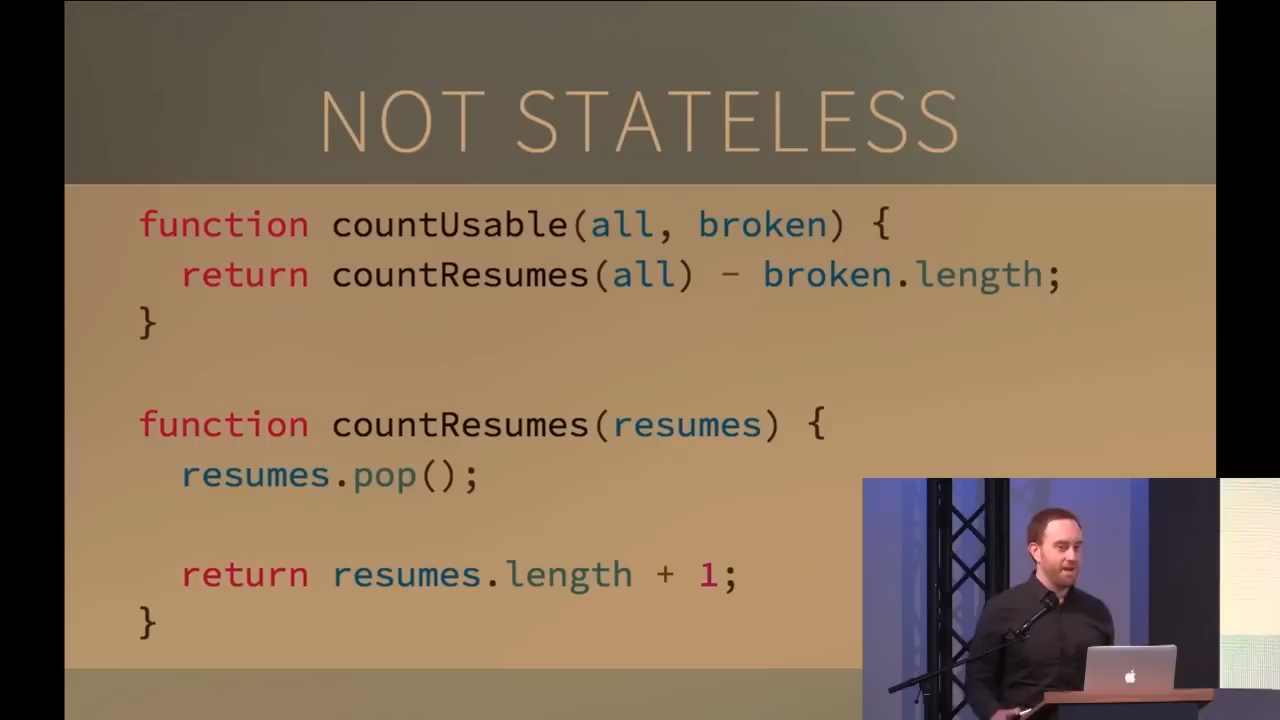 NOT STATELESS
function countUsable(all, broken) {
  return countResumes(all) - broken.length;
}
function countResumes(resumes) {
  resumes.pop();
  return resumes.length + 1;
}